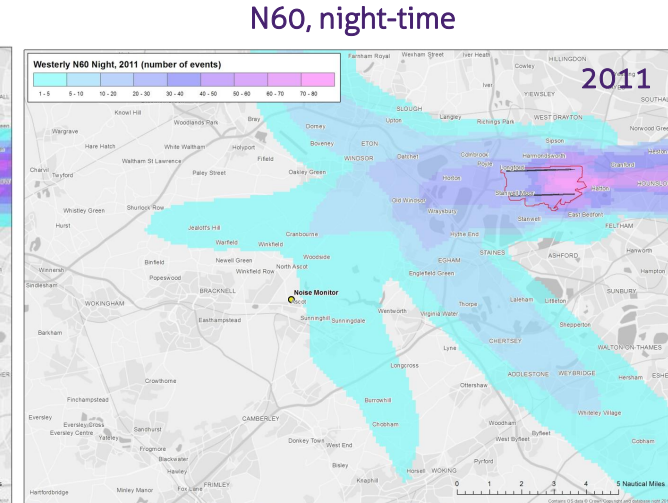 N60, night-time
2011
Westerly N60 Night, 2011 (number of events)
1 - 5 5 - 10 10 - 20 20 - 30 30 - 40 40 - 50 50 - 60 60 - 70 70 - 80
Farnham Royal Wexham Street Iver Heath
HILLINGDON
Cowley
Iver YIEWSLEY
SLOUGH
Upton Langley Richings Park WEST DRAYTON
Knowl Hill
Woodlands Park Bray
Dorney
Wargrave
Norwood Gree
Hare Hatch White Waltham Holyport Boveney ETON Sipson
Waltham St Lawrence Fifield WINDSOR Datchet Colnbrook Harmondsworth
Poyle Longford Cranford
Charvil Twyford Paley Street Oakley Green
Horton
Stanwell Moor Hatton
Old Windsor
Wraysbury
Whistley Green Shurlock Row
Stanwell East Bedfont
Hurst Jealott's Hill
FELTHAM
Cranbourne Hythe End
Warfield Winkfield
Woodside STAINES ASHFORD Hanworth
Binfield Newell Green North Ascot EGHAM
Winnersh Winkfield Row Englefield Green Hampton
Popeswood
Sindlesham BRACKNELL SUNBURY
Noise Monitor
WOKINGHAM Ascot Thorpe Laleham Littleton
Easthampstead Sunninghill Sunningdale Wentworth Virginia Water
Shepperton
Barkham
CHERTSEY
Lyne WALTON-ON-THAMES
Longcross
Crowthorne ADDLESTONE WEYBRIDGE Hersham ESHE
Ottershaw
Finchampstead Burrowhill
Whiteley Village
Eversley CAMBERLEY Chobham
Eversley Cross Woodham
Eversley Centre Sandhurst Byfleet
Yateley Donkey Town West Byfleet
West End Cobham
Frogmore
Blackwater Bisley Pyrford
Hawley Horsell WOKING
Knaphill
Hartfordbridge Minley Manor Fox Lane FRIMLEY
0 1 2 3 4 5 Nautical Miles